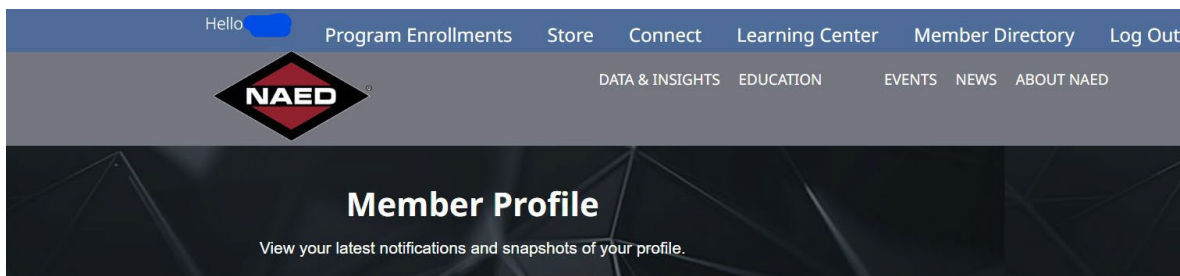 Hello
Program Enrollments Store Connect Learning Center Member Directory Log Out
NAED ®
DATA & INSIGHTS EDUCATION EVENTS NEWS ABOUT NAED
Member Profile
View your latest notifications and snapshots of your profile.